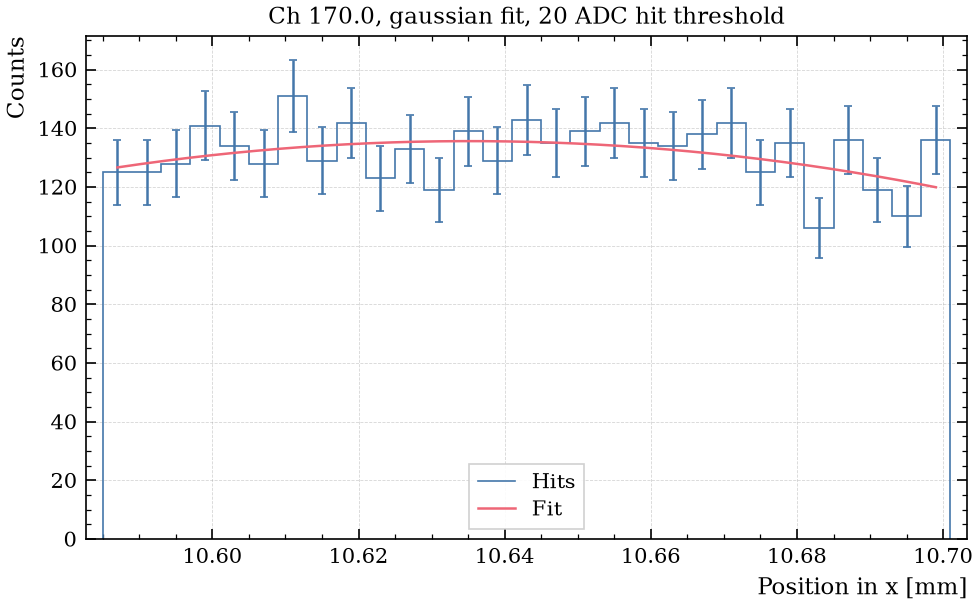 Ch 170.0, gaussian fit, 20 ADC hit threshold
Counts
160
140
120
100
80
60
40
20
0
Hits
Fit
10.60 10.62 10.64 10.66 10.68 10.70
Position in x [mm]